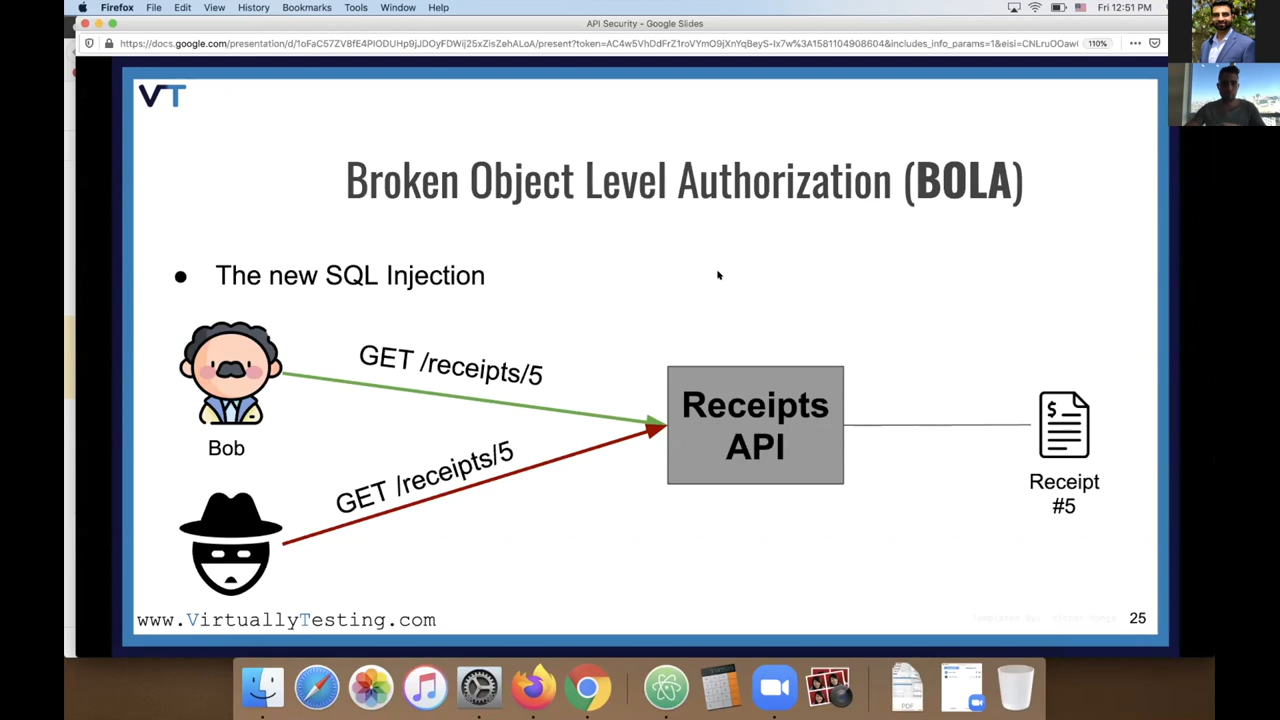 Firefox File Edit View History Bookmarks Tools Window Help Fri 12:51 PM
API Security - Google Slides
110%
VT
Broken Object Level Authorization (BOLA)
● The new SQL Injection
GET /receipts/5
Bob
GET /receipts/5
Receipts
API
$
Receipt
#5
www.VirtuallyTesting.com
25
PDF